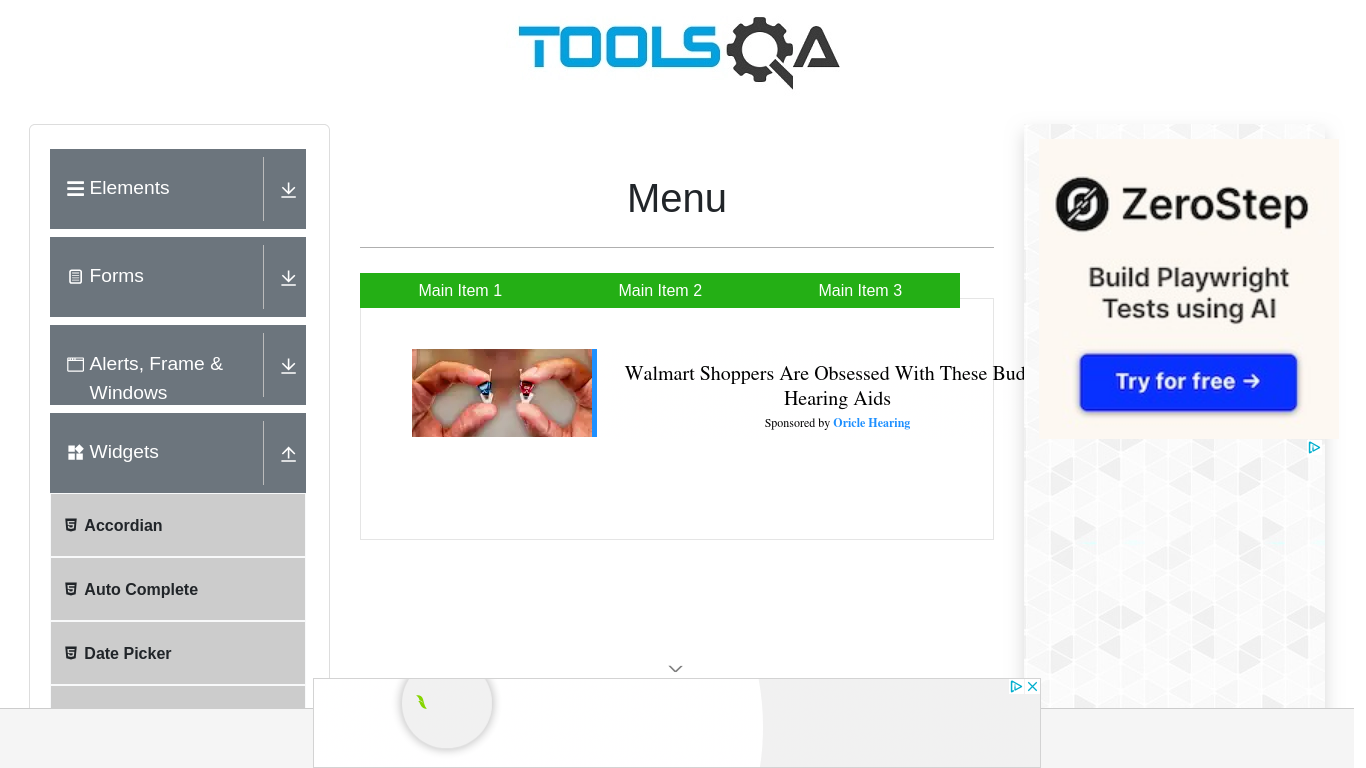 TOOLSQA
Elements
Forms
Alerts, Frame &
Windows
Widgets
Accordian
Auto Complete
Date Picker
Menu
Main Item 1
Main Item 2
Main Item 3
Walmart Shoppers Are Obsessed With These Bud
Hearing Aids
Sponsored by Oricle Hearing
ZeroStep
Build Playwright
Tests using AI
Try for free →